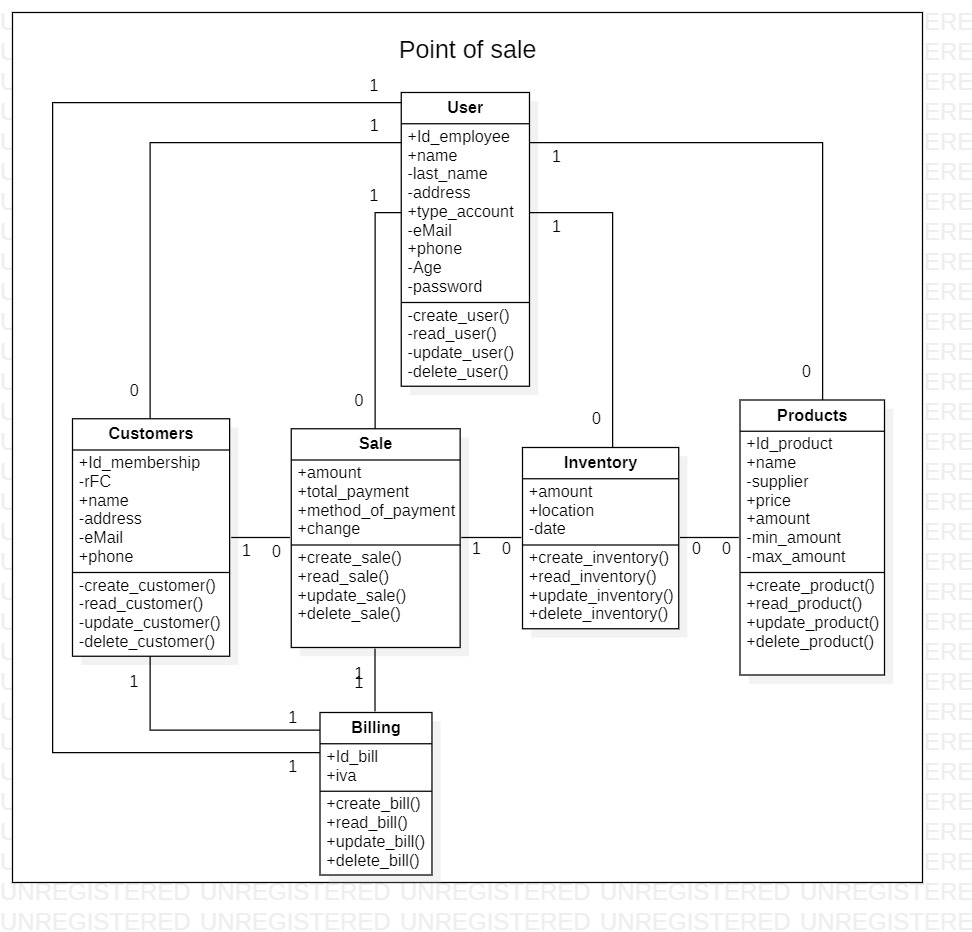 Point of sale
1
User
1
+Id_employee
+name
-last_name
-address
+type_account
-eMail
+phone
-Age
-password
-create_user()
-read_user()
-update_user()
-delete_user()
1
1
1
0
0
0
0
Customers
+Id_membership
-rFC
+name
-address
-eMail
+phone
-create_customer()
-read_customer()
-update_customer()
-delete_customer()
1
0
Sale
+amount
+total_payment
+method_of_payment
+change
+create_sale()
+read_sale()
+update_sale()
+delete_sale()
1
0
Inventory
+amount
+location
-date
+create_inventory()
+read_inventory()
+update_inventory()
+delete_inventory()
0
0
Products
+Id_product
+name
-supplier
+price
+amount
-min_amount
-max_amount
+create_product()
+read_product()
+update_product()
+delete_product()
1
1
1
1
1
Billing
+Id_bill
+iva
+create_bill()
+read_bill()
+update_bill()
+delete_bill()
UNREGISTERED UNREGISTERED UNREGISTERED UNREGISTERED UNREGISTERE
UNREGISTERED UNREGISTERED UNREGISTERED UNREGISTERED UNREGISTERE